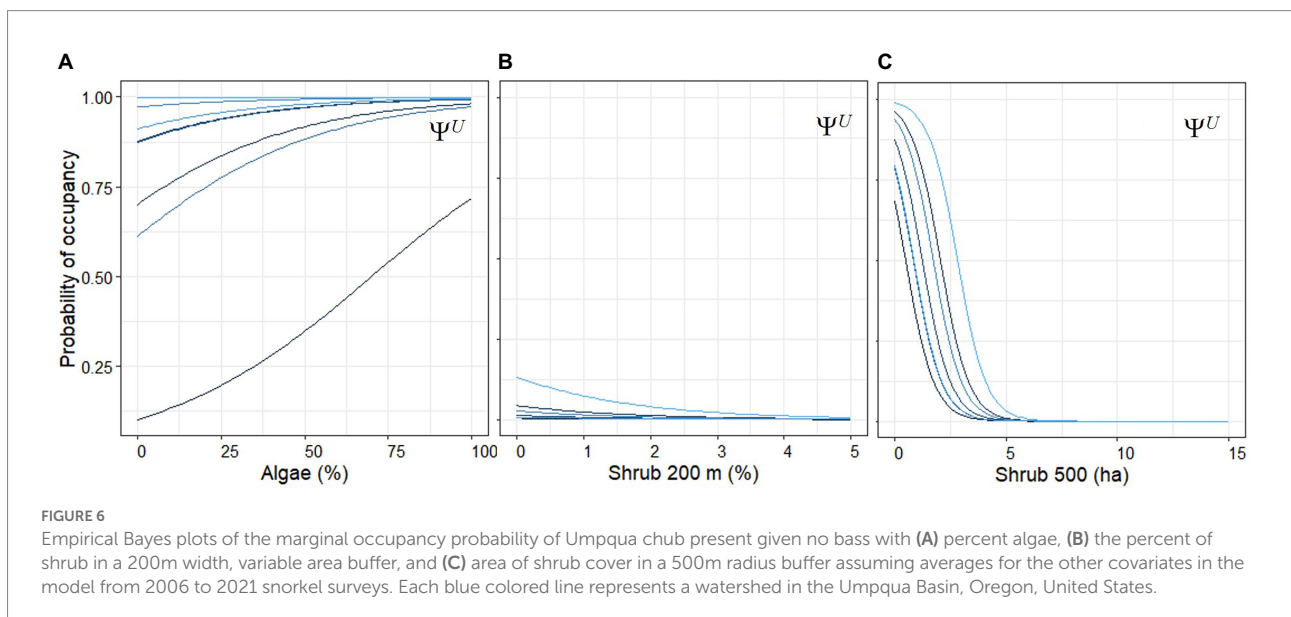 A
B
C
Probability of occupancy
1.00
0.75
0.50
0.25
Ψ^U
Ψ^U
Ψ^U
0 25 50 75 100
0 1 2 3 4 5
0 5 10 15
Algae (%)
Shrub 200 m (%)
Shrub 500 (ha)
FIGURE 6
Empirical Bayes plots of the marginal occupancy probability of Umpqua chub present given no bass with (A) percent algae, (B) the percent of
shrub in a 200m width, variable area buffer, and (C) area of shrub cover in a 500m radius buffer assuming averages for the other covariates in the
model from 2006 to 2021 snorkel surveys. Each blue colored line represents a watershed in the Umpqua Basin, Oregon, United States.